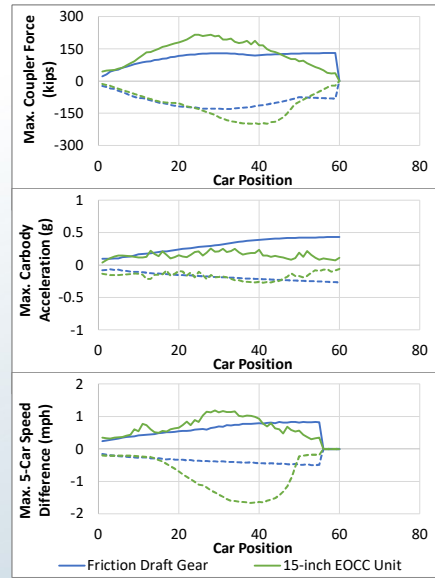 Max. Coupler Force
(kips)
300
150
0
-150
-300
0
20
40
60
80
Car Position
Max. Carbody
Acceleration (g)
1
0.5
0
-0.5
-1
0
20
40
60
80
Car Position
Max. 5-Car Speed
Difference (mph)
2
1
0
-1
-2
0
20
40
60
80
Car Position
Friction Draft Gear
15-inch EOCC Unit